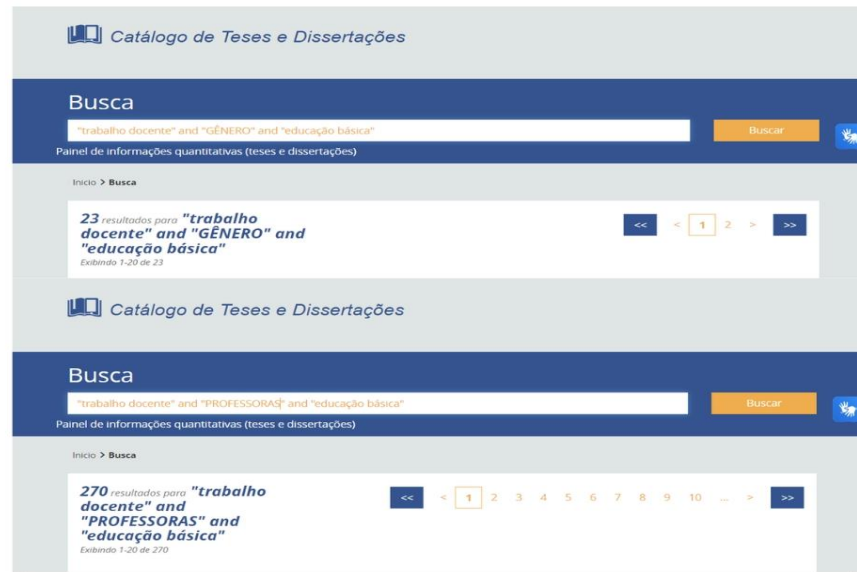 Catálogo de Teses e Dissertações
Busca
"trabalho docente" and "GÊNERO" and "educação básica"
Buscar
Painel de informações quantitativas (teses e dissertações)
Início > Busca
23 resultados para "trabalho
docente" and "GÊNERO" and
"educação básica"
Exibindo 1-20 de 23
<< < 1 2 > >>
Catálogo de Teses e Dissertações
Busca
"trabalho docente" and "PROFESSORAS" and "educação básica"
Buscar
Painel de informações quantitativas (teses e dissertações)
Início > Busca
270 resultados para "trabalho
docente" and
"PROFESSORAS" and
"educação básica"
Exibindo 1-20 de 270
<< < 1 2 3 4 5 6 7 8 9 10 ... > >>